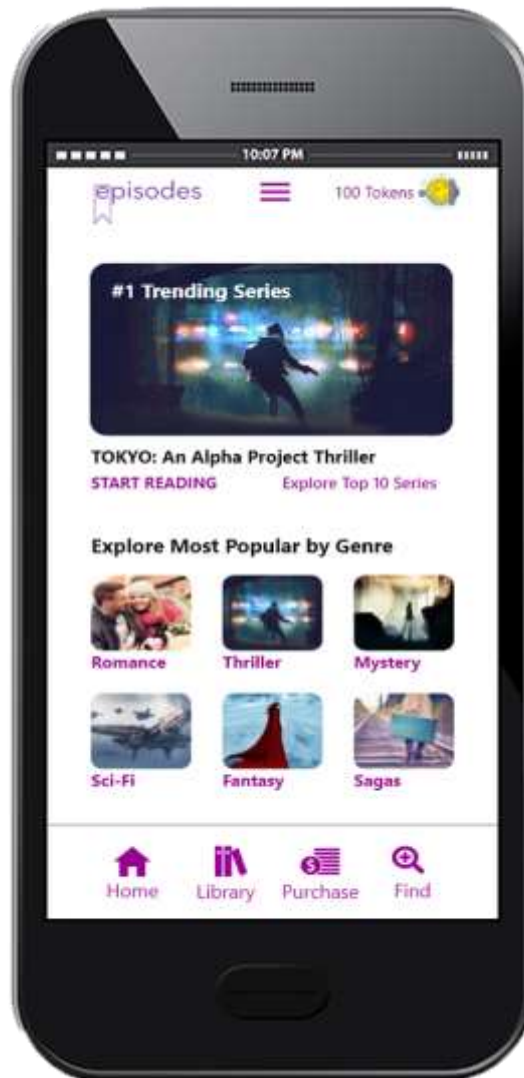 10:07 PM
episodes
100 Tokens
#1 Trending Series
TOKYO: An Alpha Project Thriller
START READING Explore Top 10 Series
Explore Most Popular by Genre
Romance Thriller Mystery
Sci-Fi Fantasy Sagas
Home Library Purchase Find